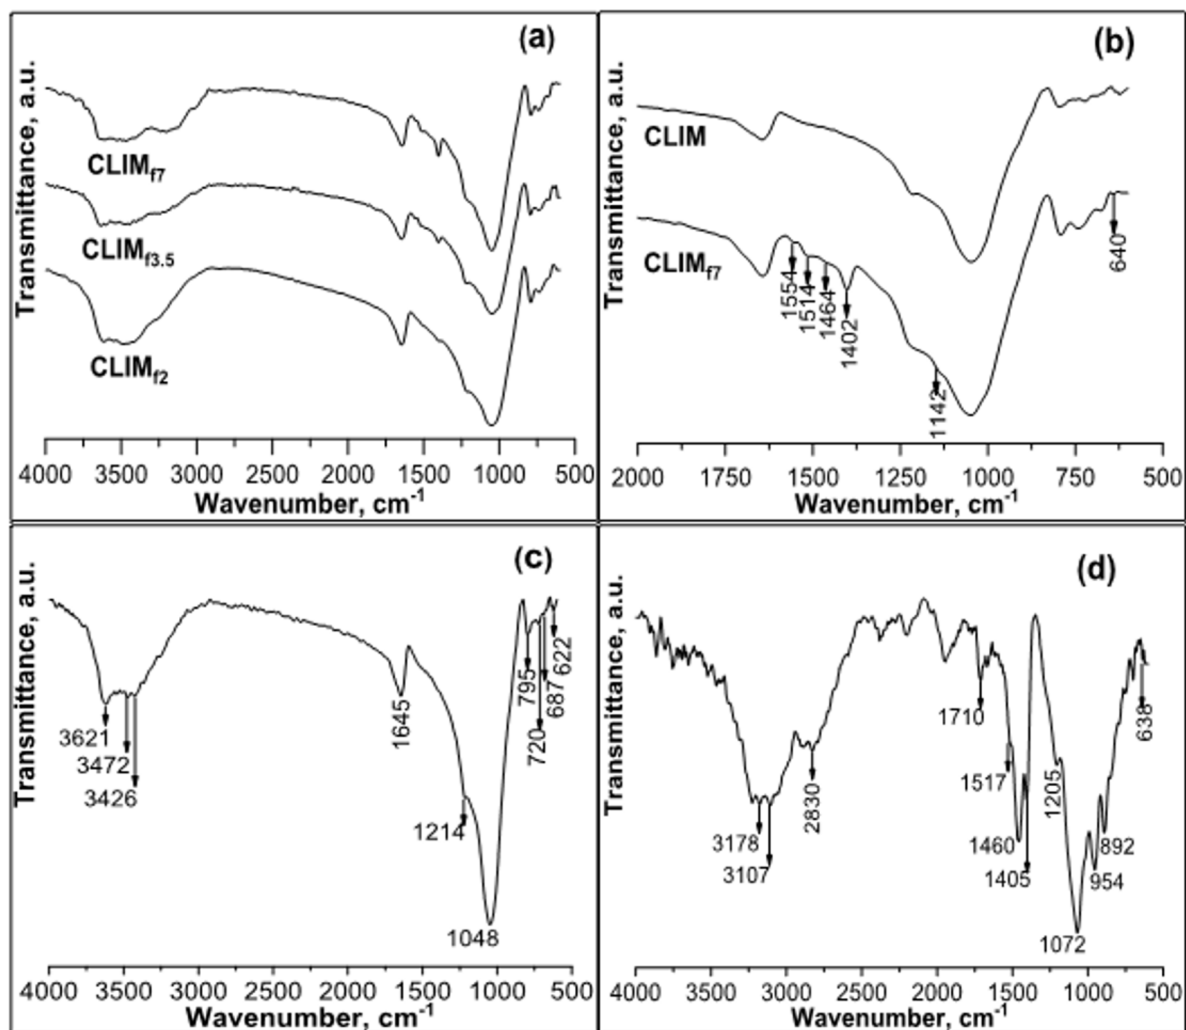 (a)
Transmittance, a.u.
CLIMf7
CLIMf3.5
CLIMf2
4000 3500 3000 2500 2000 1500 1000 500
Wavenumber, cm-1
(b)
Transmittance, a.u.
CLIM
CLIMf7
1554
1514
1464
1402
1142
640
2000 1750 1500 1250 1000 750 500
Wavenumber, cm-1
(c)
Transmittance, a.u.
3621
3472
3426
1645
1214
1048
795
720
687
622
4000 3500 3000 2500 2000 1500 1000 500
Wavenumber, cm-1
(d)
Transmittance, a.u.
3178
3107
2830
1710
1517
1460
1405
1205
1072
954
892
638
4000 3500 3000 2500 2000 1500 1000 500
Wavenumber, cm-1